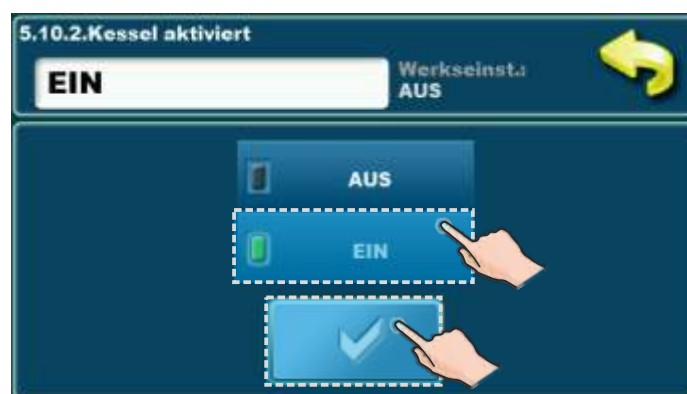 5.10.2.Kessel aktiviert
EIN
Werkseinst.:
AUS
AUS
EIN